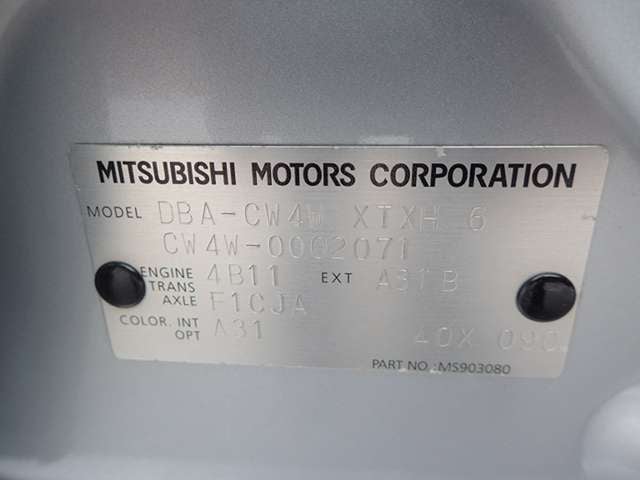 MITSUBISHI MOTORS CORPORATION
MODEL DBA-CW4W XTXH 6
CW4W-0002071
ENGINE 4B11 EXT A31B
TRANS
AXLE F1CJA
COLOR. INT A31
OPT 40X 090
PART NO.:MS903080